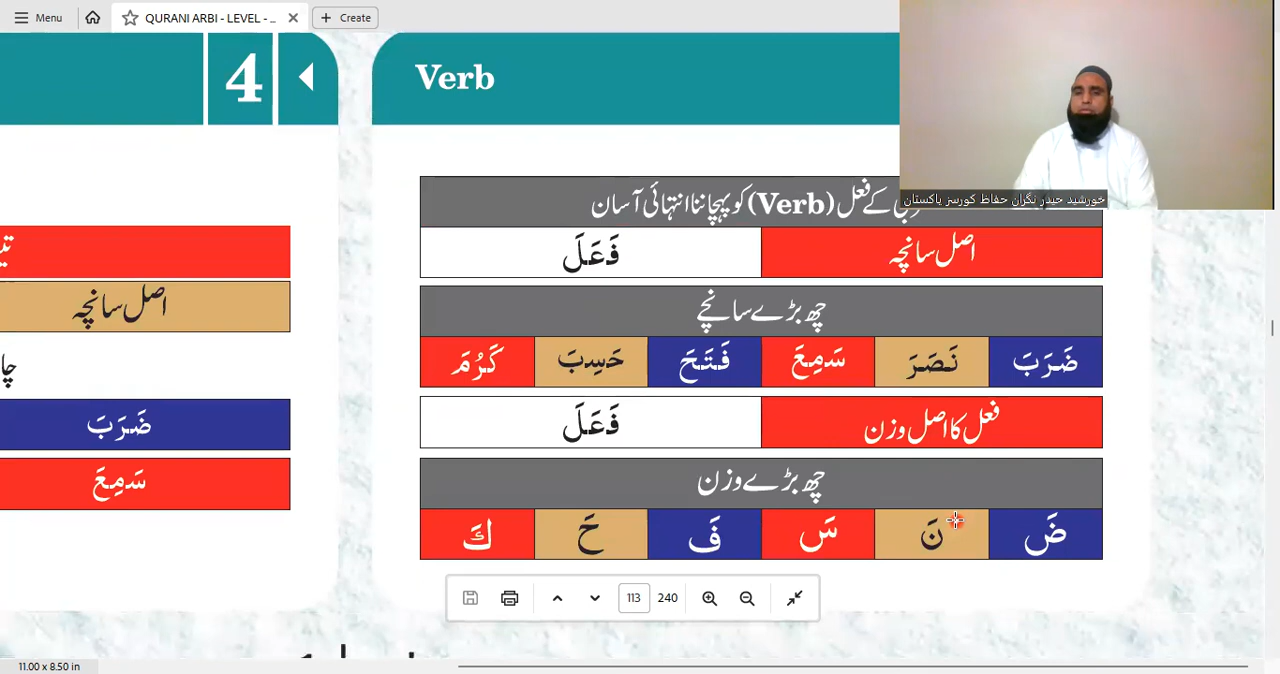 Menu QURANI ARBI - LEVEL - ... Create
4 Verb
کے فعل (Verb) کو پہچاننا انتہائی آسان
خورشید حیدر نگران حفاظ کورسز پاکستان
اصل سانچہ فَعَلَ
چھ بڑے سانچے
ضَرَبَ نَصَرَ سَمِعَ فَتَحَ حَسِبَ كَرُمَ
فعل کا اصل وزن فَعَلَ
چھ بڑے وزن
ضَ نَ سَ فَ حَ كَ
اصل سانچہ
ضَرَبَ
سَمِعَ
113 240
11.00 x 8.50 in